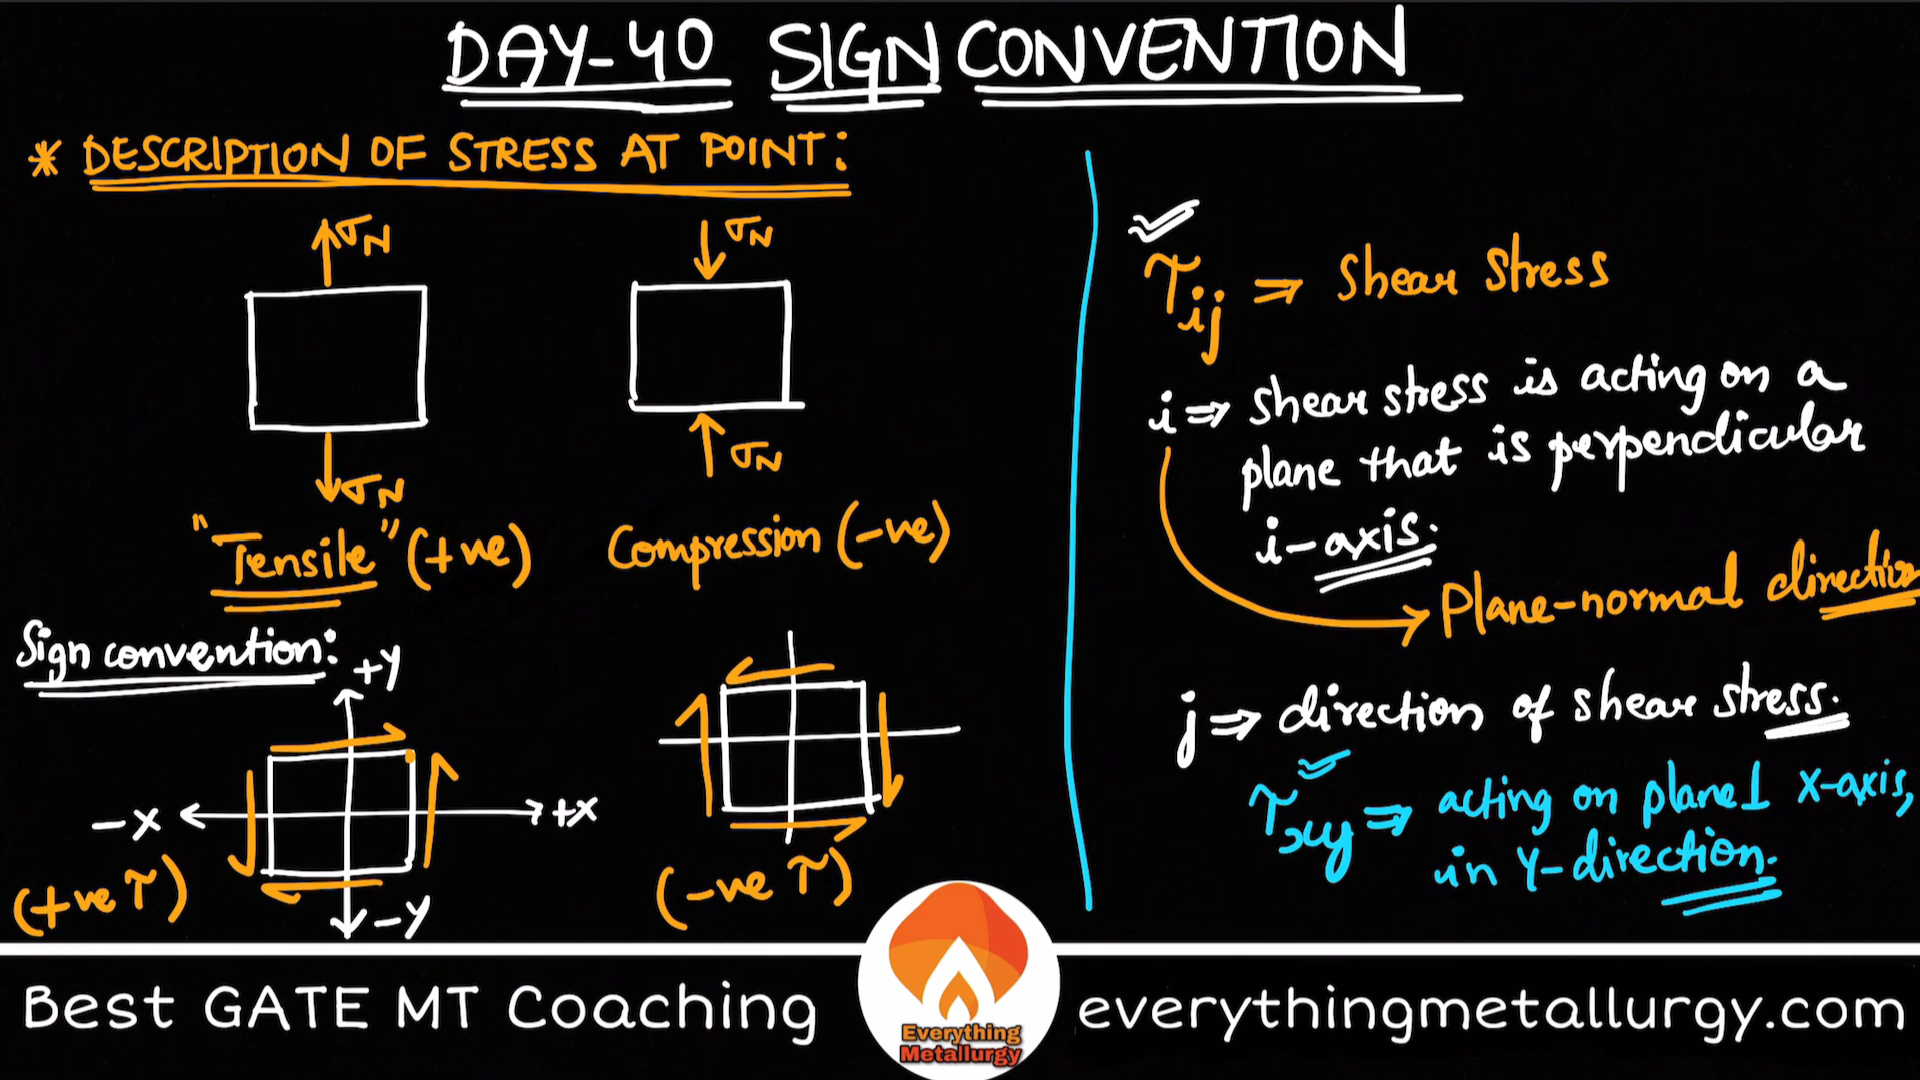 DAY-40 SIGN CONVENTION
* DESCRIPTION OF STRESS AT POINT:
σN
σN
σN
σN
"Tensile" (+ve)
Compression (-ve)
Sign convention:
+y
-x
+x
-y
(+ve τ)
(-ve τ)
τij ⇒ Shear Stress
i ⇒ Shear stress is acting on a
plane that is perpendicular
i-axis.
Plane-normal direction
j ⇒ direction of shear stress.
τxy ⇒ acting on plane ⊥ x-axis,
in Y-direction.
Best GATE MT Coaching
Everything
Metallurgy
everythingmetallurgy.com